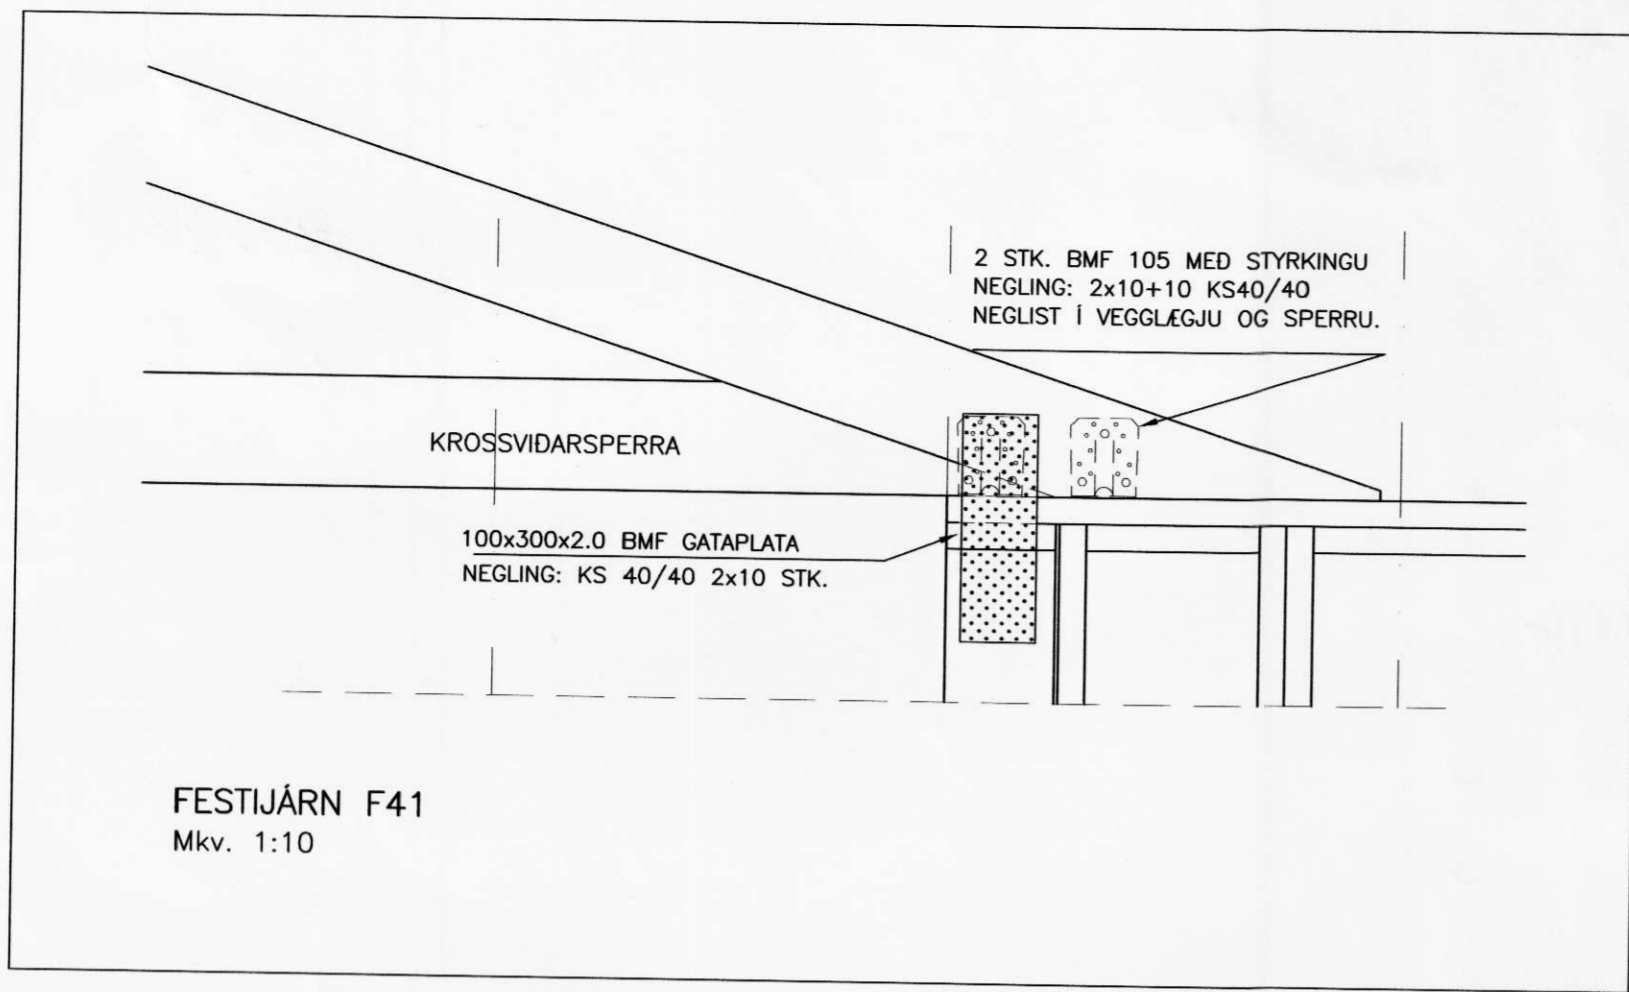 2 STK. BMF 105 MEÐ STYRKINGU
NEGLING: 2x10+10 KS40/40
NEGLIST Í VEGGLÆGJU OG SPERRU.
KROSSVIÐARSPERRA
100x300x2.0 BMF GATAPLATA
NEGLING: KS 40/40 2x10 STK.
FESTIJÁRN F41
Mkv. 1:10